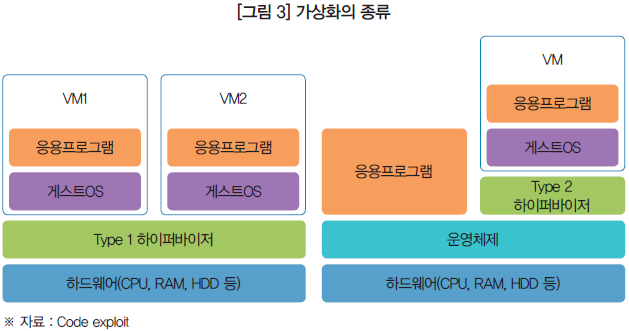 [그림 3] 가상화의 종류
VM1
응용프로그램
게스트OS
VM2
응용프로그램
게스트OS
Type 1 하이퍼바이저
하드웨어(CPU, RAM, HDD 등)
응용프로그램
VM
응용프로그램
게스트OS
Type 2
하이퍼바이저
운영체제
하드웨어(CPU, RAM, HDD 등)
※ 자료 : Code exploit